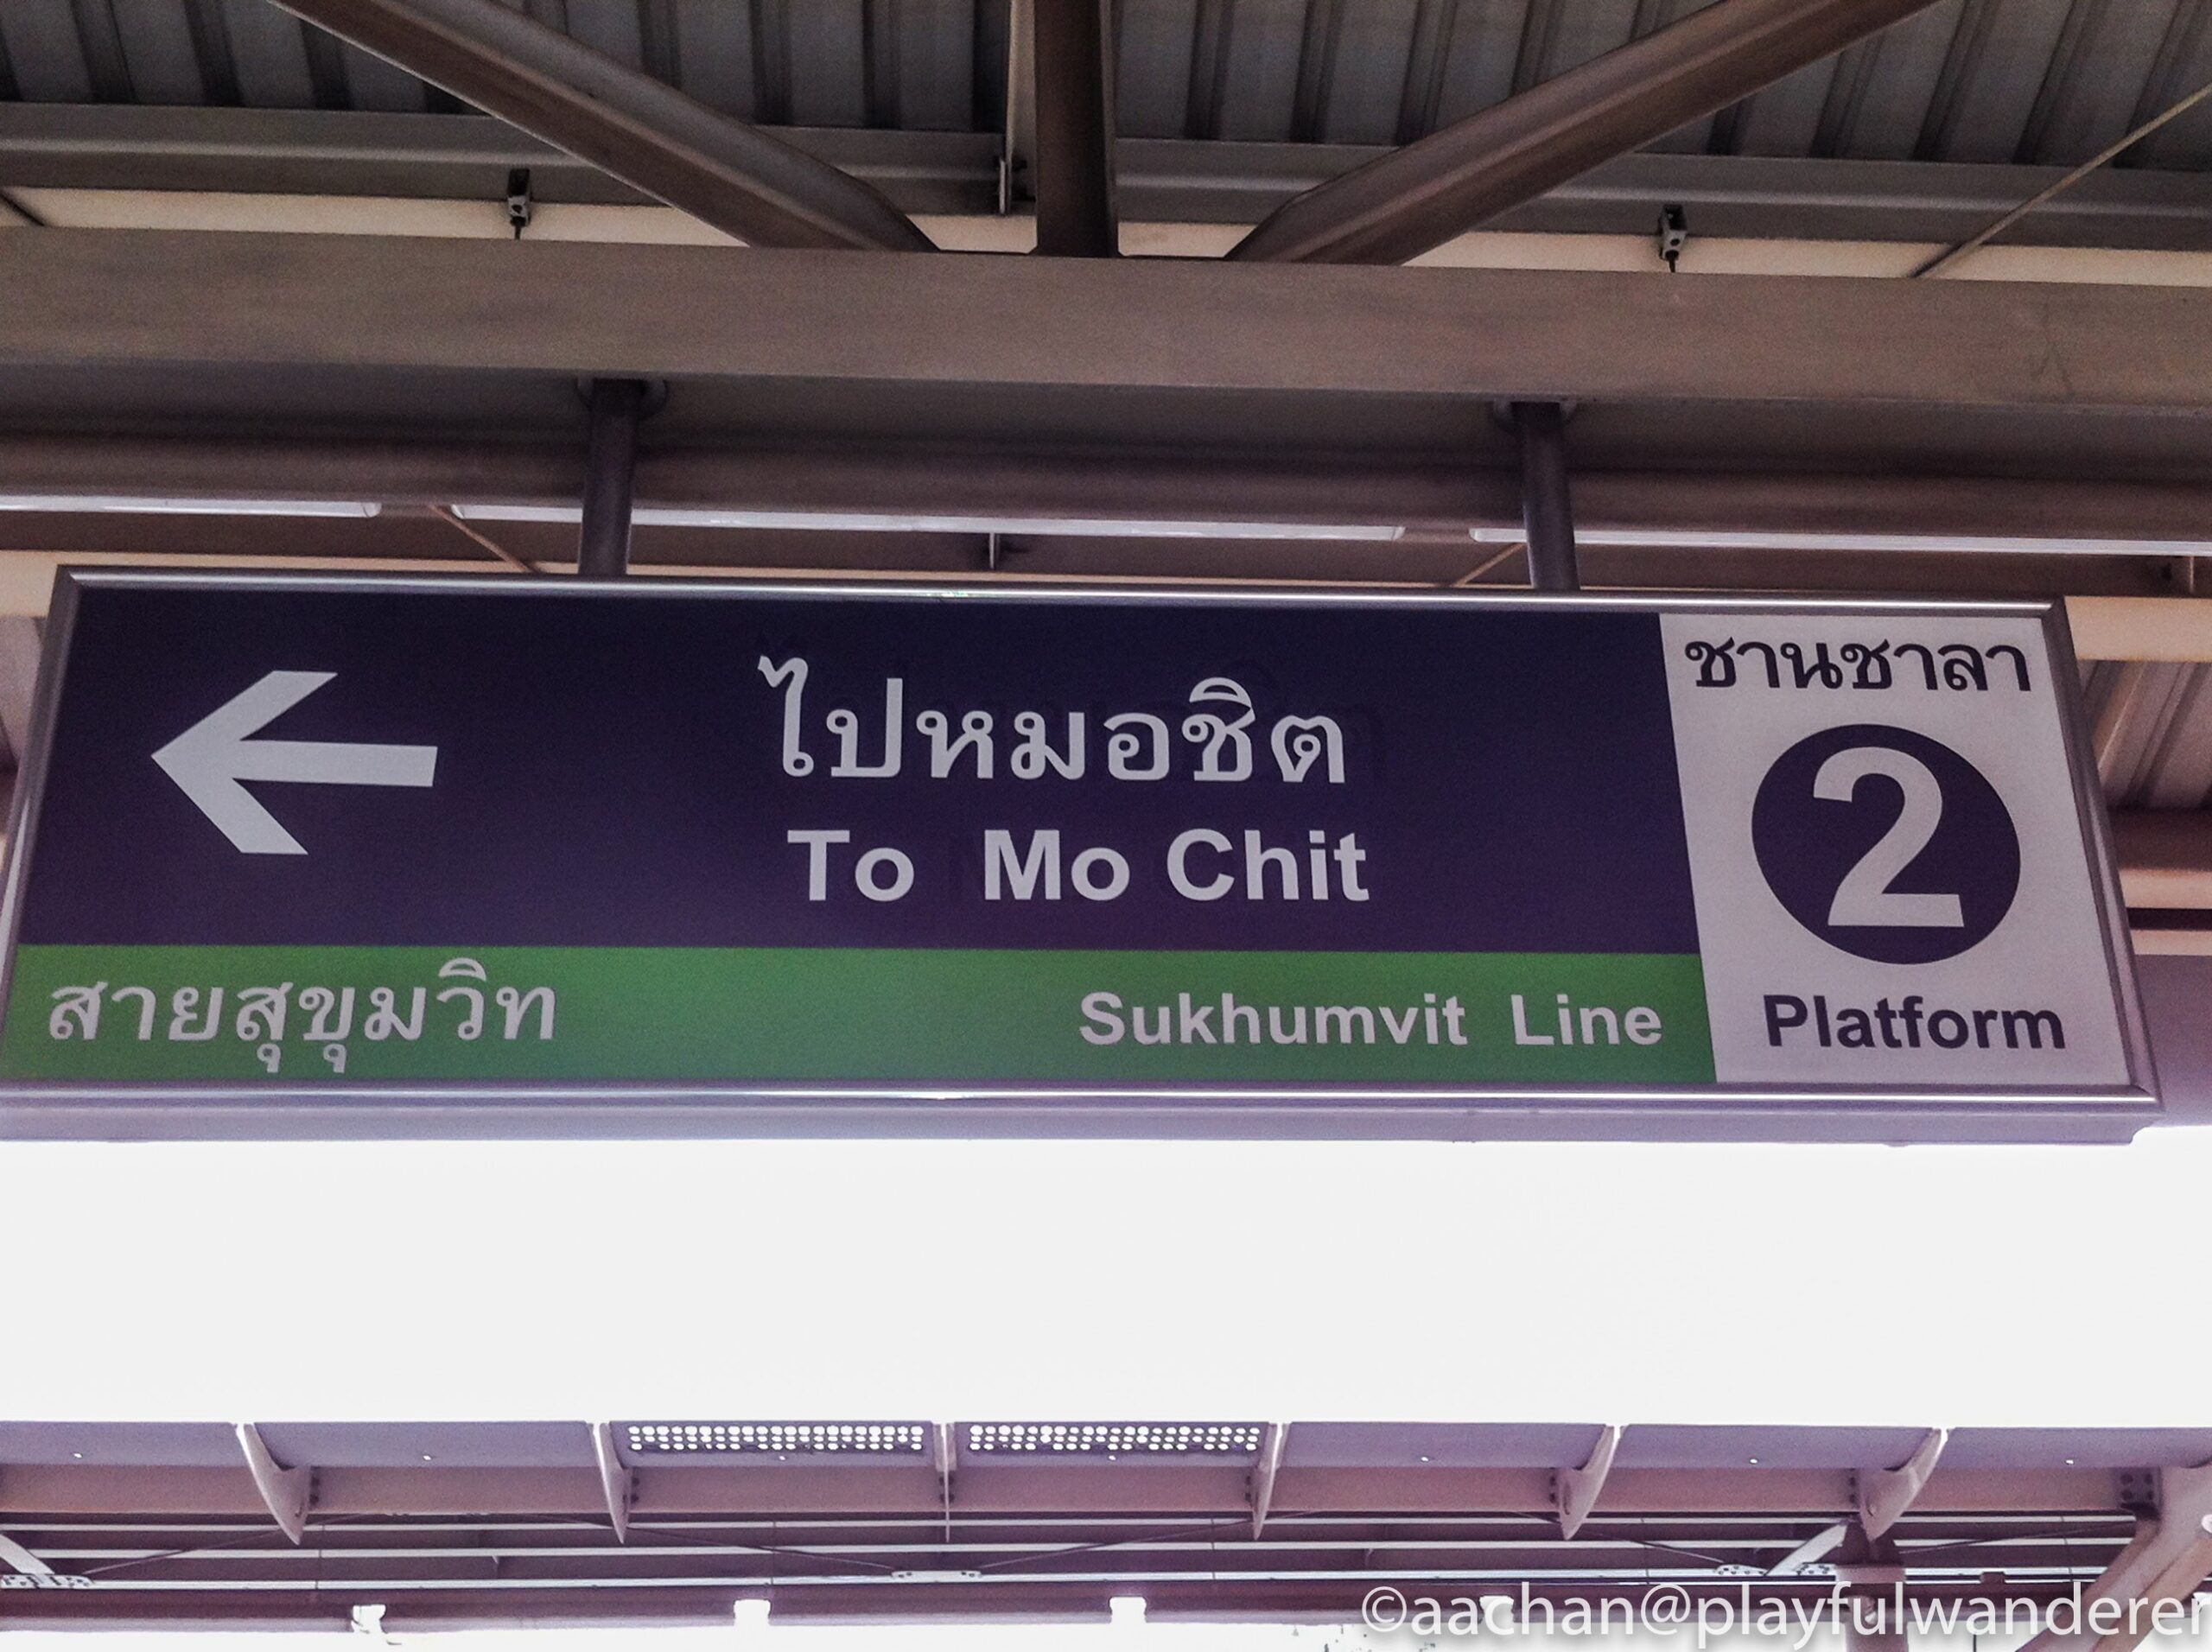 ไปหมอชิต
To Mo Chit
สายสุขุมวิท
Sukhumvit Line
ชานชาลา
2
Platform
©aachan@playfulwanderer